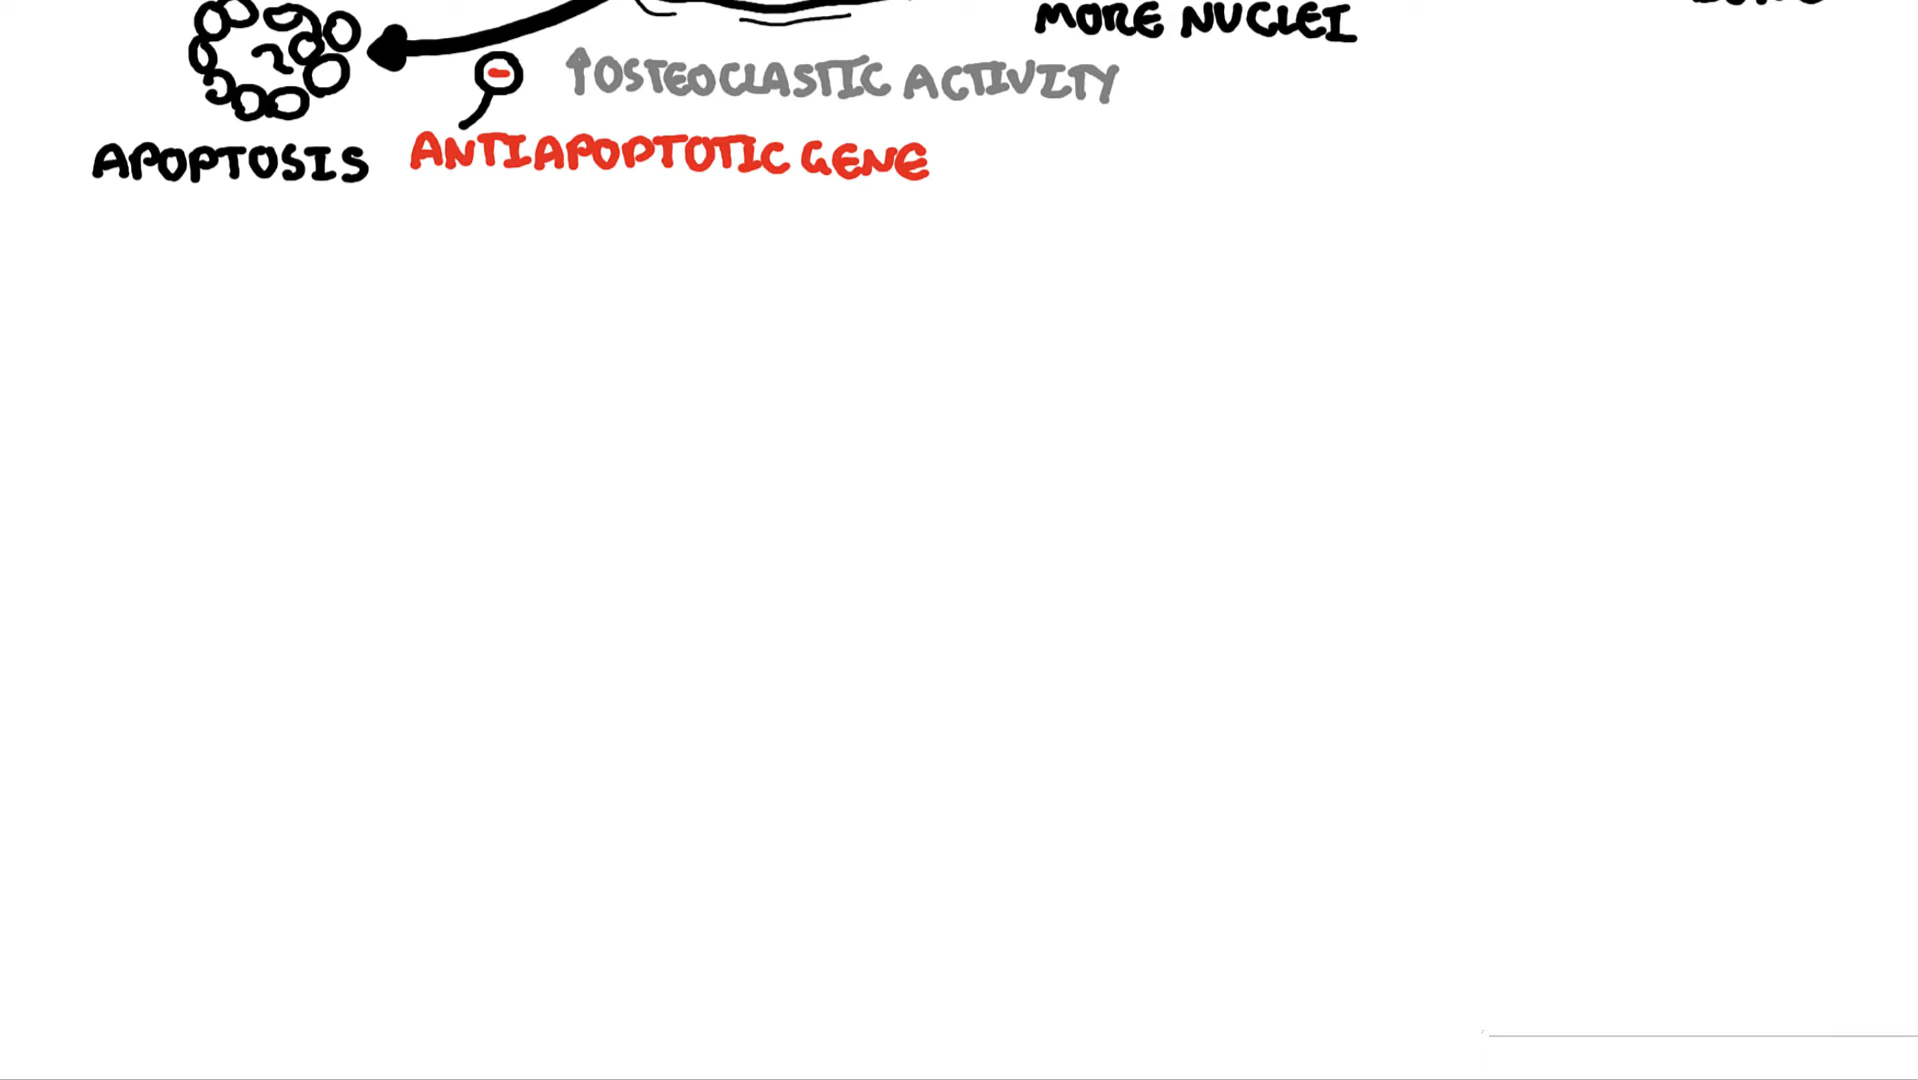 MORE NUCLEI
↑OSTEOCLASTIC ACTIVITY
APOPTOSIS ANTIAPOPTOTIC GENE